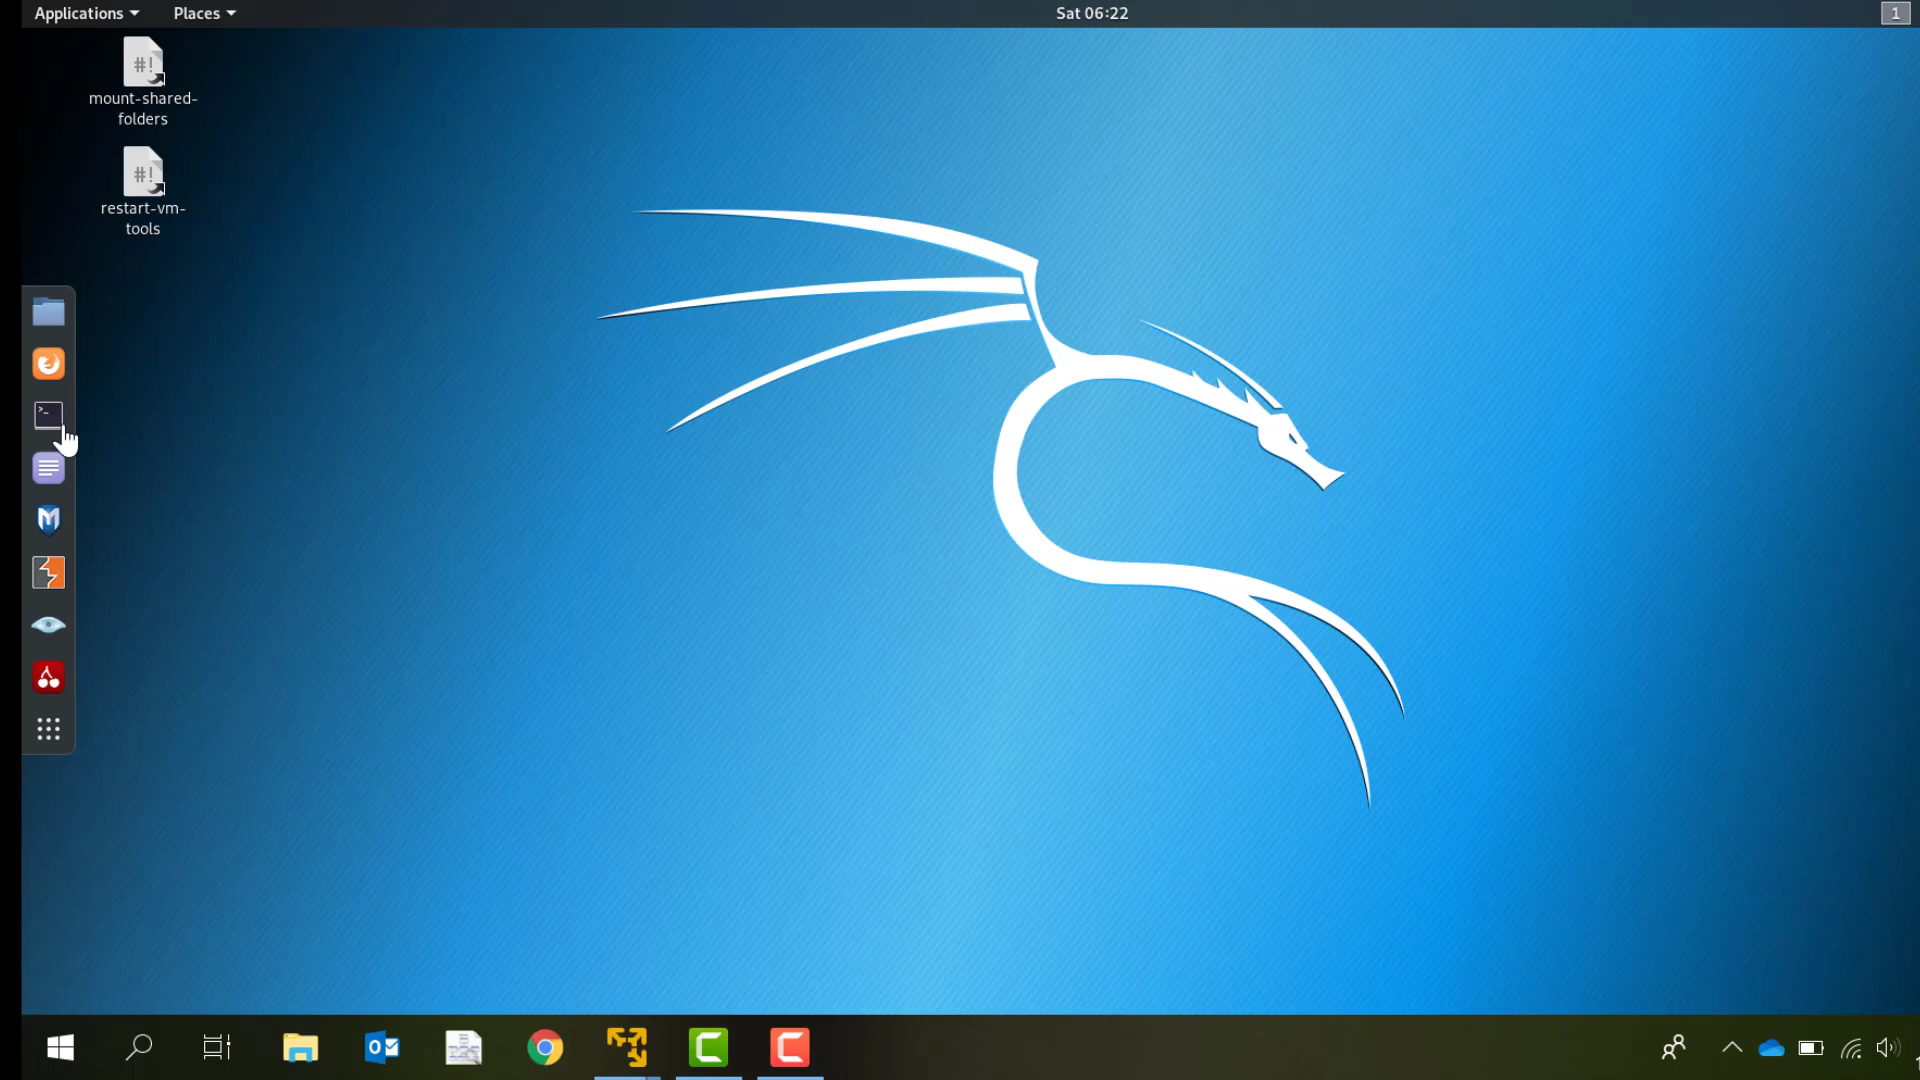 Applications
Places
Sat 06:22
1
#!
mount-shared-
folders
#!
restart-vm-
tools
>-